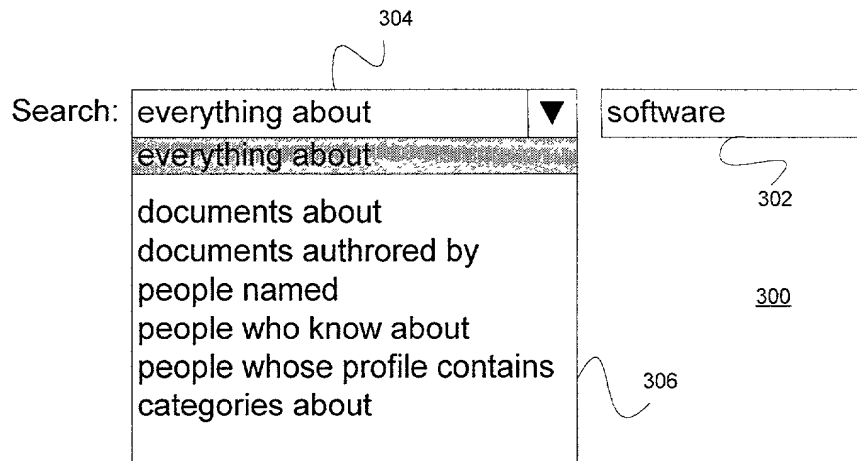 304
Search: everything about ▼ software
everything about
302
documents about
documents authrored by
people named
300
people who know about
people whose profile contains
306
categories about